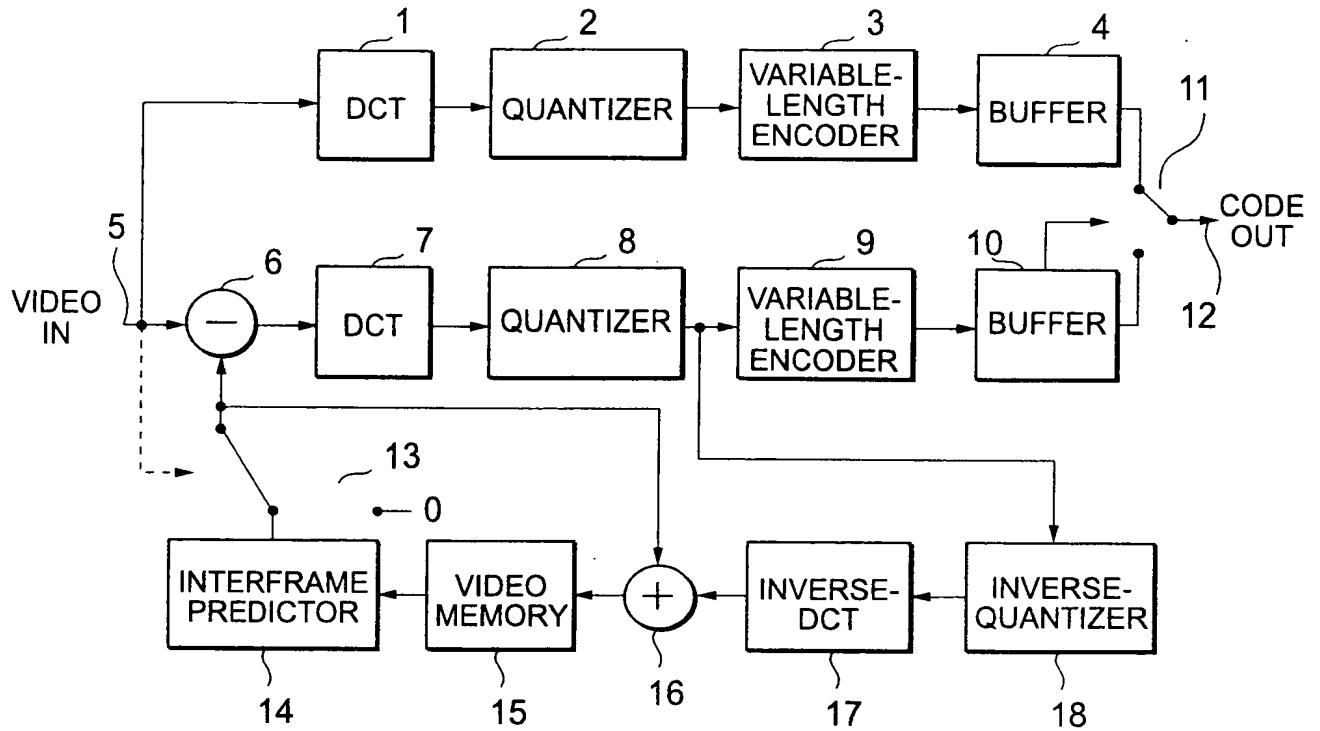 1
2
3
4
DCT
QUANTIZER
VARIABLE-
LENGTH
ENCODER
BUFFER
11
CODE
OUT
12
5
VIDEO
IN
6
7
8
9
10
−
DCT
QUANTIZER
VARIABLE-
LENGTH
ENCODER
BUFFER
13
0
INTERFRAME
PREDICTOR
VIDEO
MEMORY
+
INVERSE-
DCT
INVERSE-
QUANTIZER
14
15
16
17
18